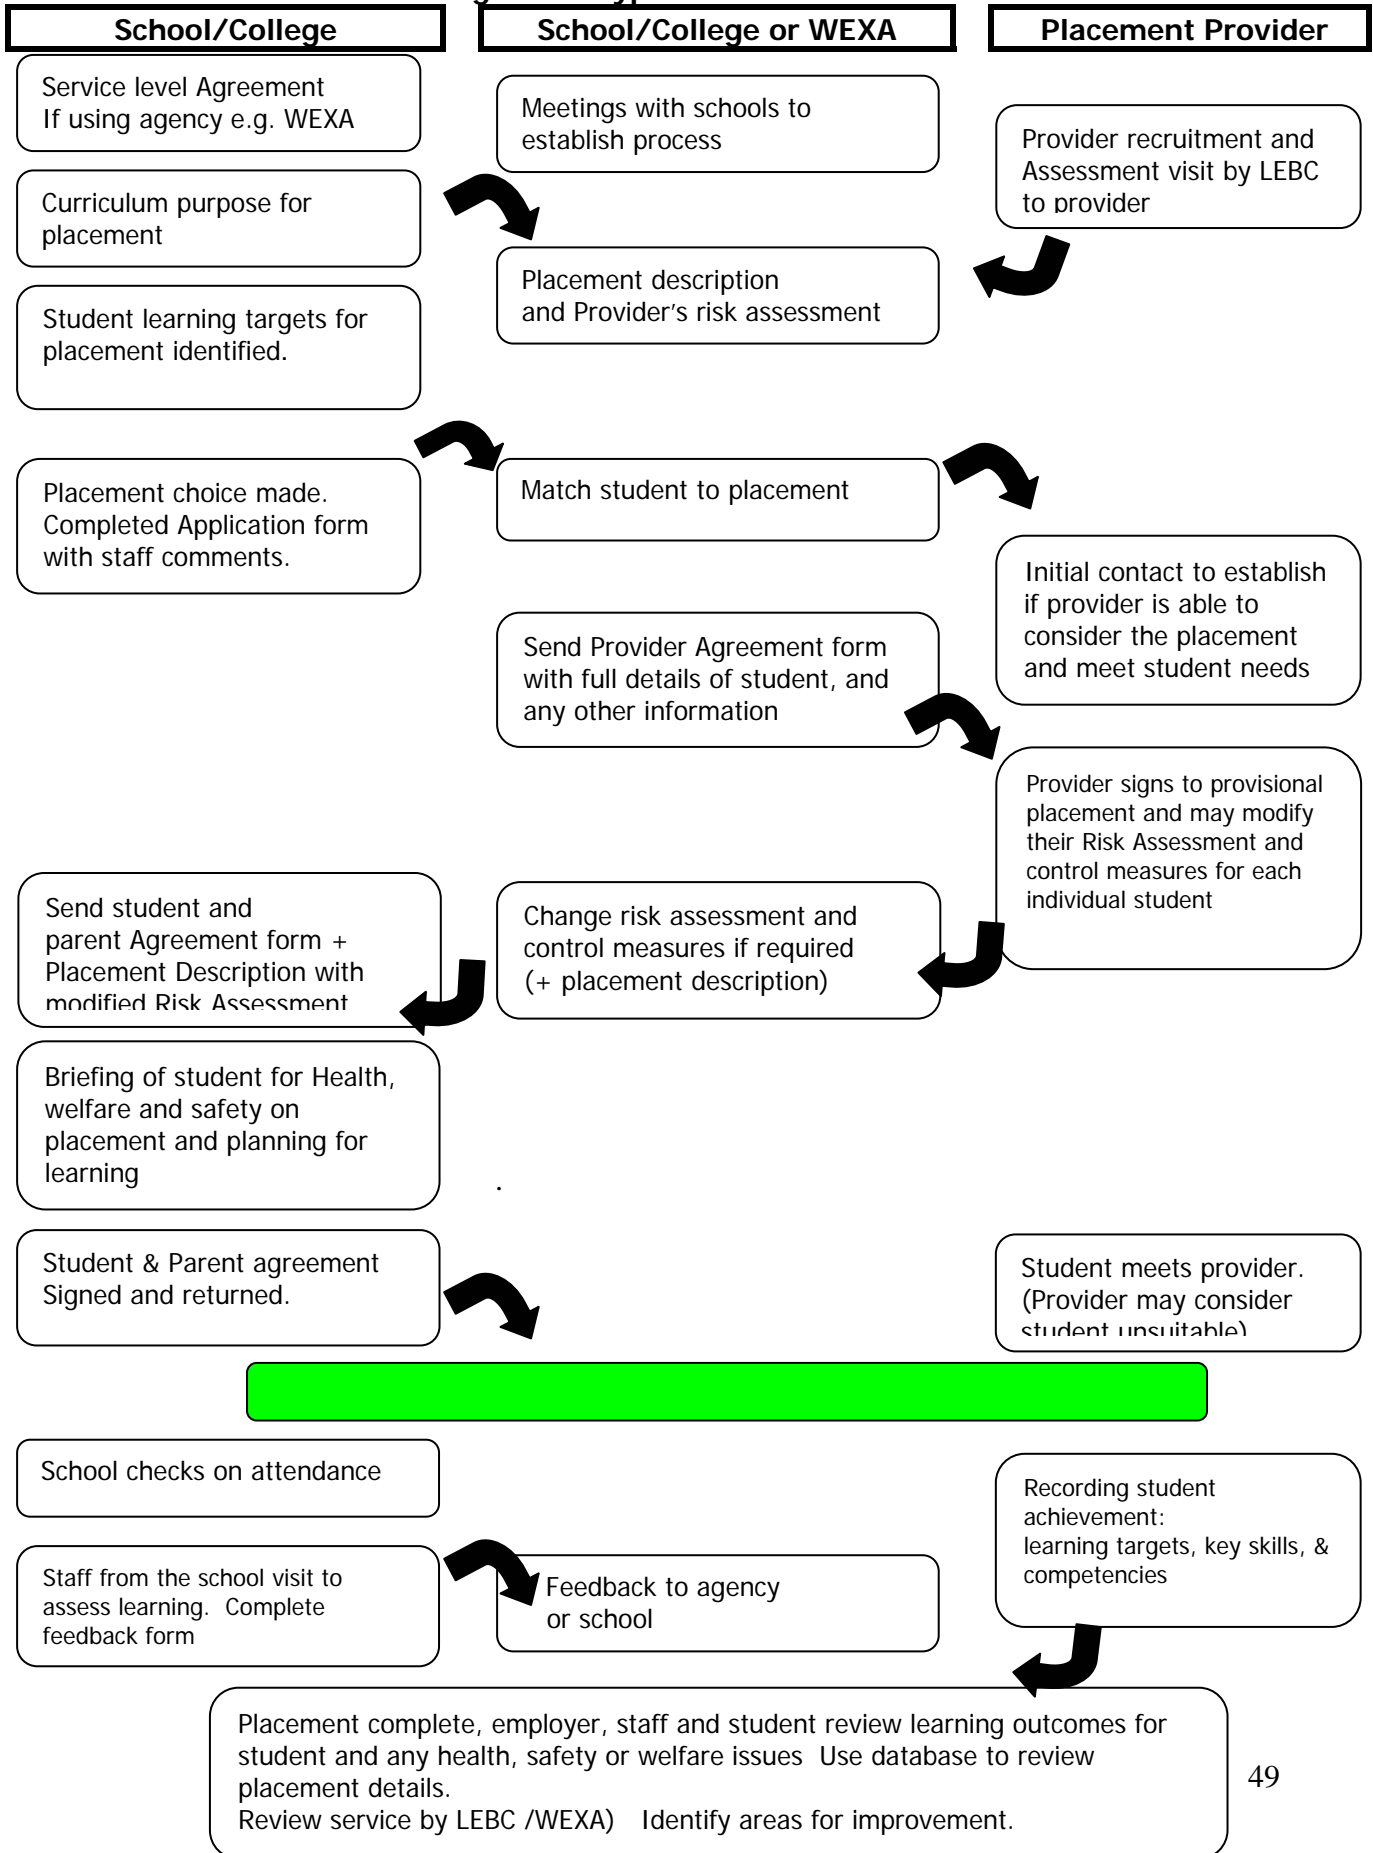 School/College
School/College or WEXA
Placement Provider
Service level Agreement
If using agency e.g. WEXA
Meetings with schools to
establish process
Provider recruitment and
Assessment visit by LEBC
to provider
Curriculum purpose for
placement
Placement description
and Provider's risk assessment
Student learning targets for
placement identified.
Placement choice made.
Completed Application form
with staff comments.
Match student to placement
Initial contact to establish
if provider is able to
consider the placement
and meet student needs
Send Provider Agreement form
with full details of student, and
any other information
Provider signs to provisional
placement and may modify
their Risk Assessment and
control measures for each
individual student
Send student and
parent Agreement form +
Placement Description with
modified Risk Assessment
Change risk assessment and
control measures if required
(+ placement description)
Briefing of student for Health,
welfare and safety on
placement and planning for
learning
.
Student & Parent agreement
Signed and returned.
Student meets provider.
(Provider may consider
student unsuitable)
School checks on attendance
Recording student
achievement:
learning targets, key skills, &
competencies
Staff from the school visit to
assess learning.  Complete
feedback form
Feedback to agency
or school
Placement complete, employer, staff and student review learning outcomes for
student and any health, safety or welfare issues  Use database to review
placement details.
Review service by LEBC /WEXA)   Identify areas for improvement.
49